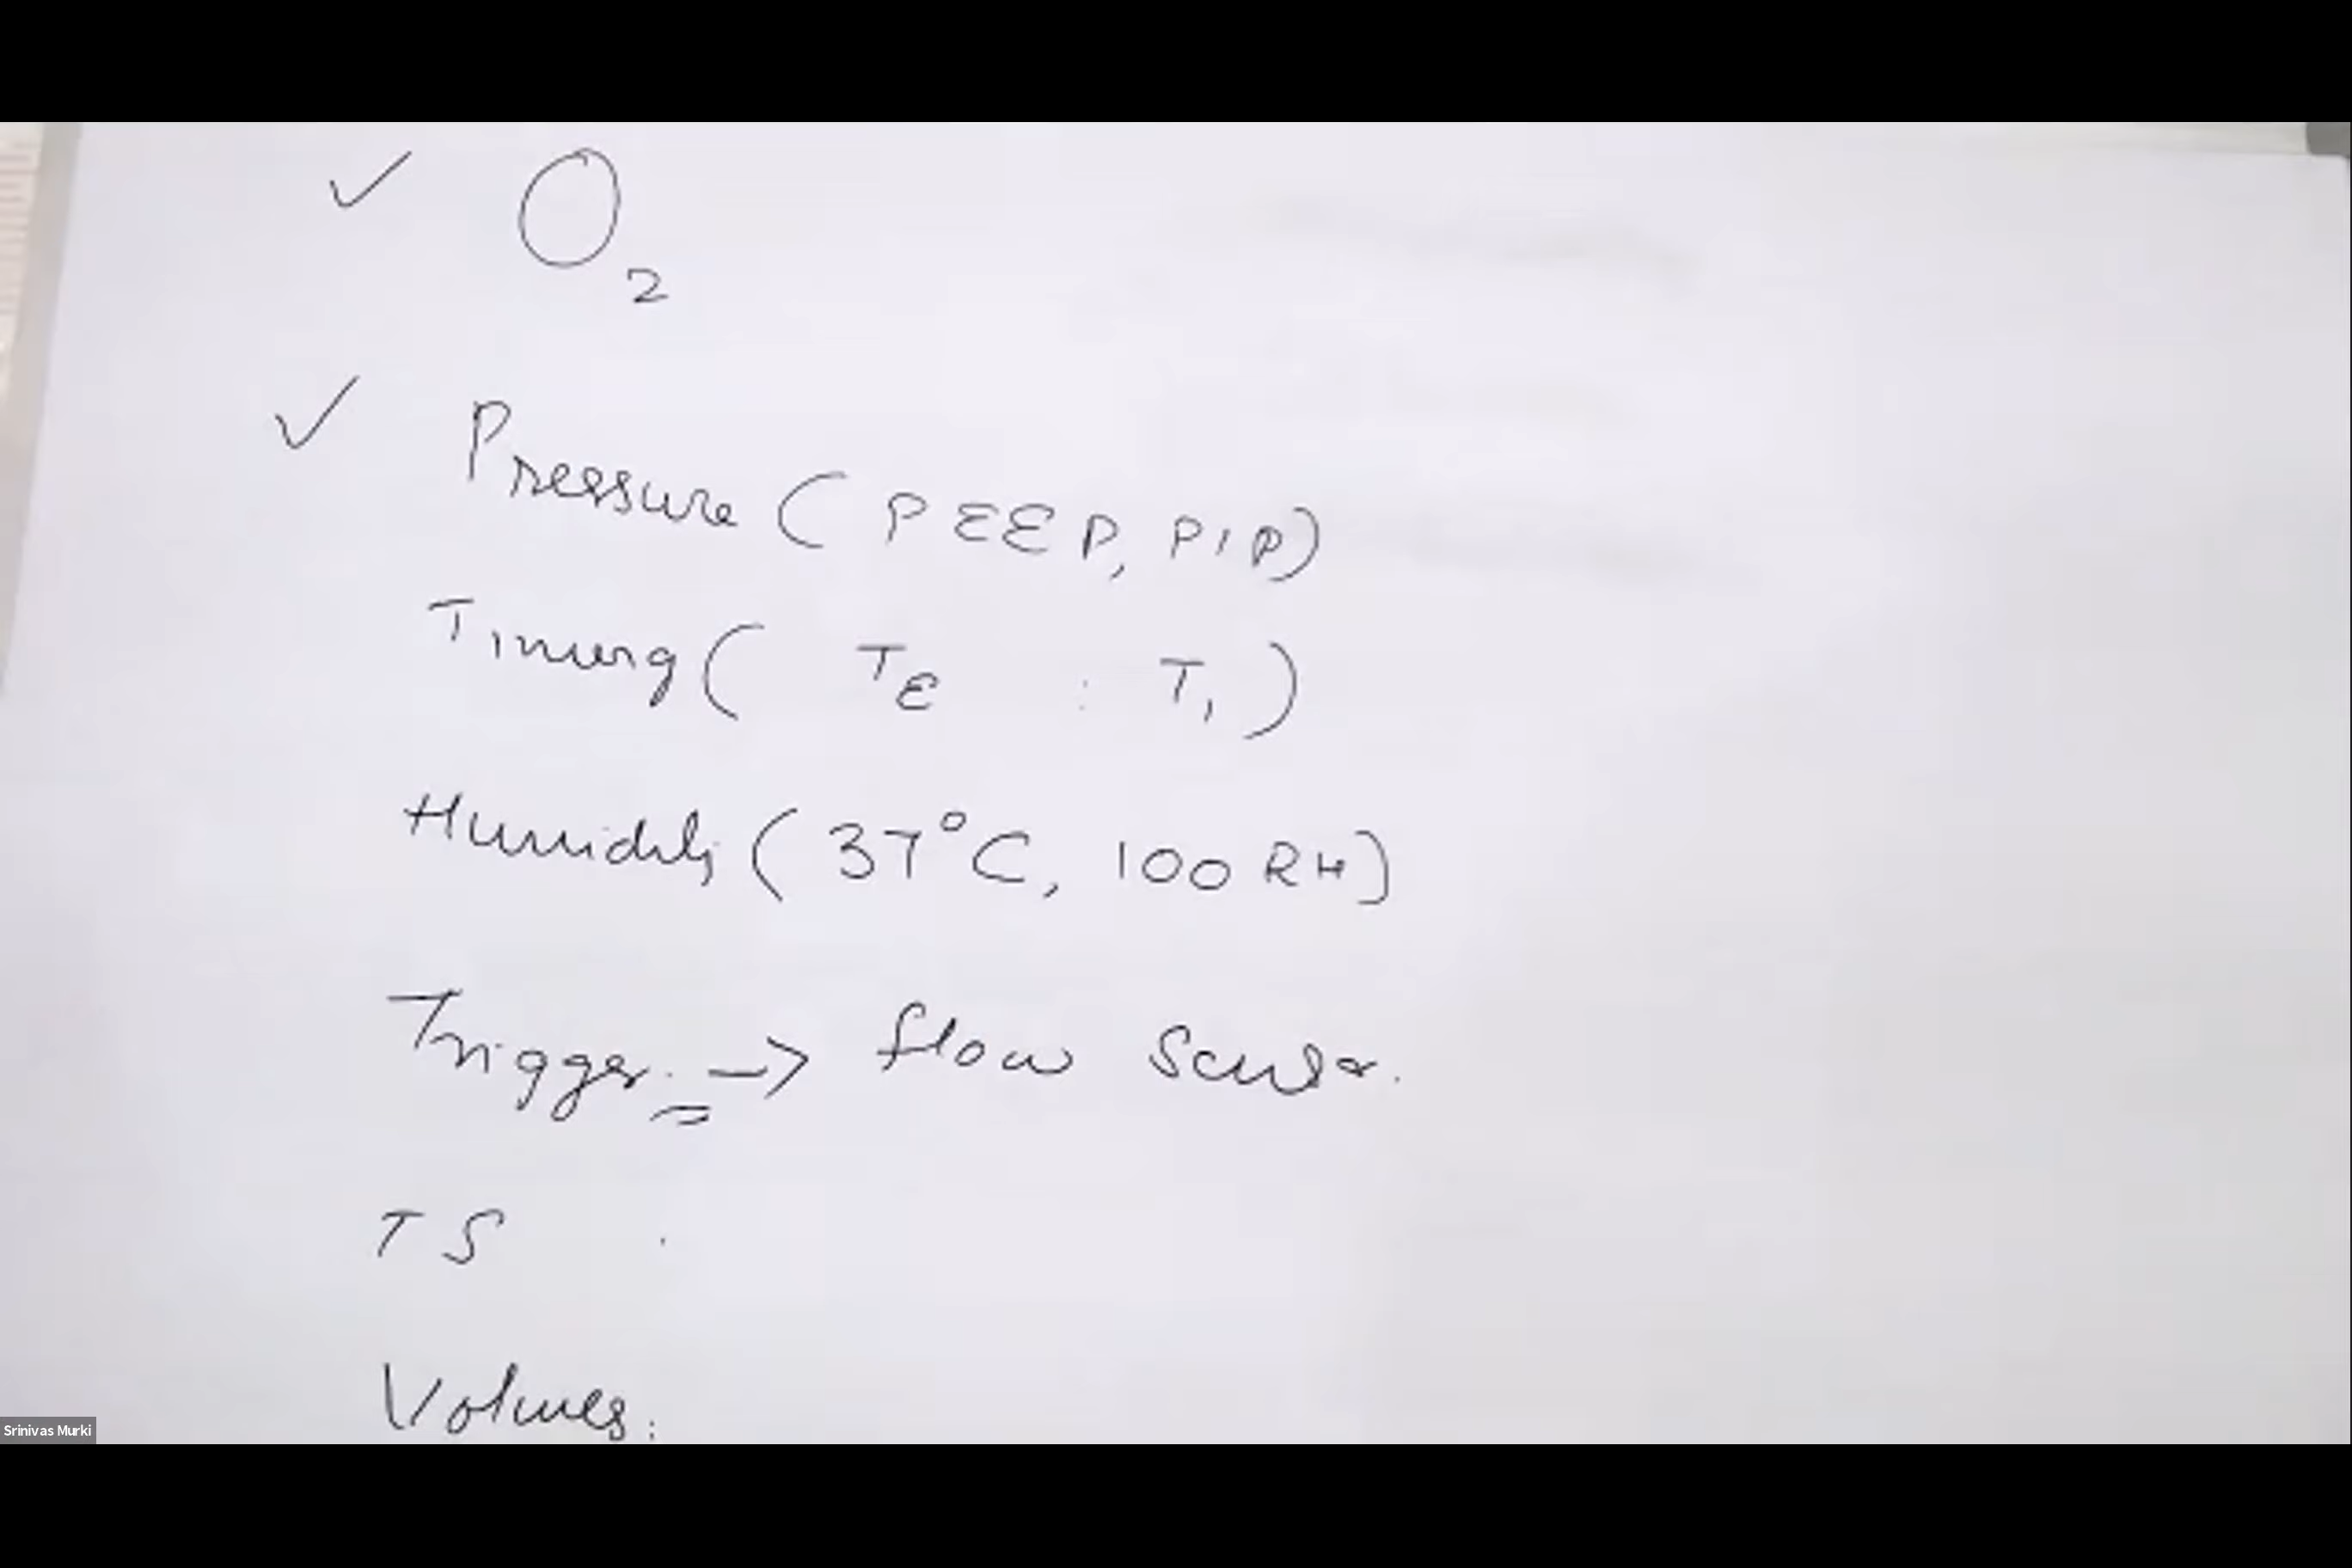 ✓ O₂
✓ Pressure ( PEEP, PIP)
Timing ( TE : TI )
Humidity ( 37°C, 100 RH)
Trigger. → flow Sensor.
TS
Volumes.
Srinivas Murki